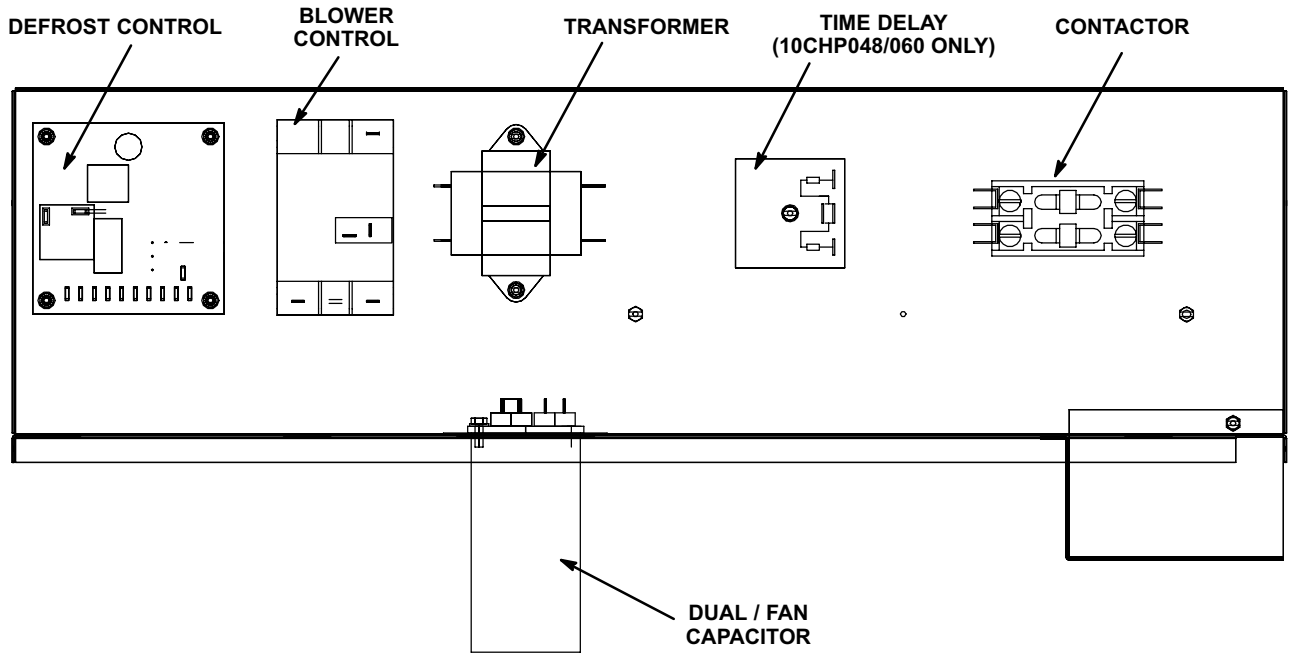 DEFROST CONTROL
BLOWER
CONTROL
TRANSFORMER
TIME DELAY
(10CHP048/060 ONLY)
CONTACTOR
DUAL / FAN
CAPACITOR